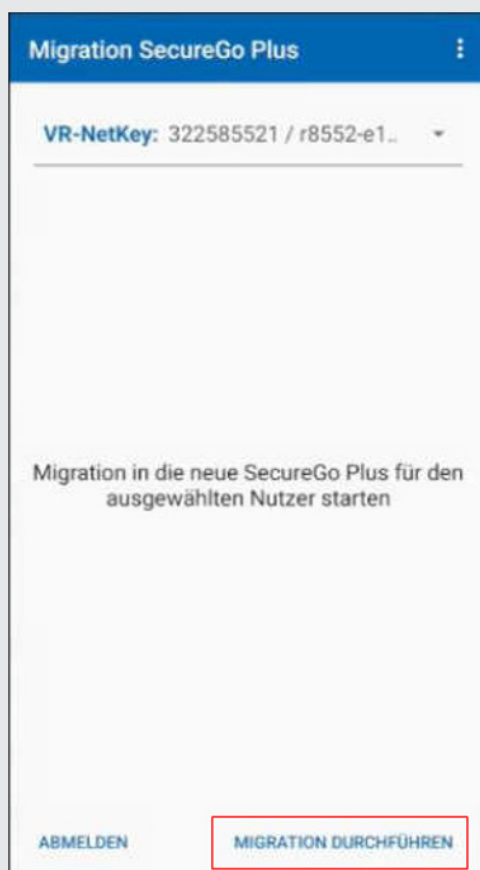 Migration SecureGo Plus
VR-NetKey: 322585521 / r8552-e1..
Migration in die neue SecureGo Plus für den
ausgewählten Nutzer starten
ABMELDEN MIGRATION DURCHFÜHREN